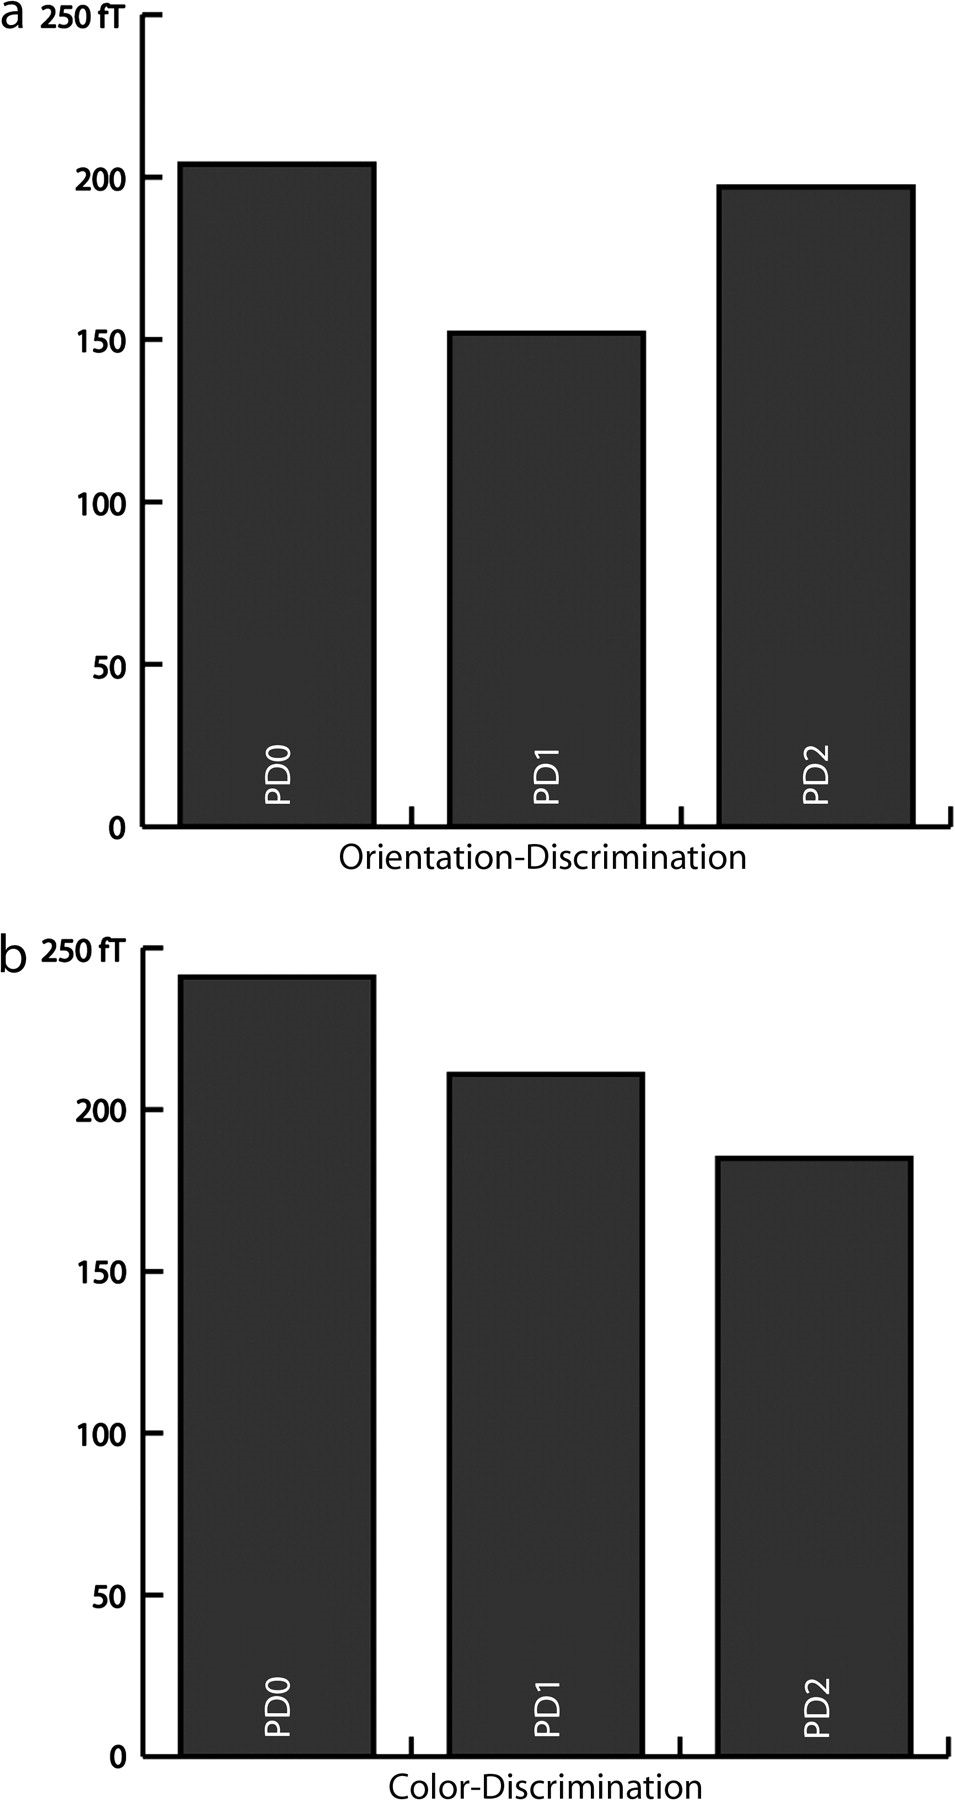 a
250 fT
200
150
100
50
0
PD0
PD1
PD2
Orientation-Discrimination
b
250 fT
200
150
100
50
0
PD0
PD1
PD2
Color-Discrimination